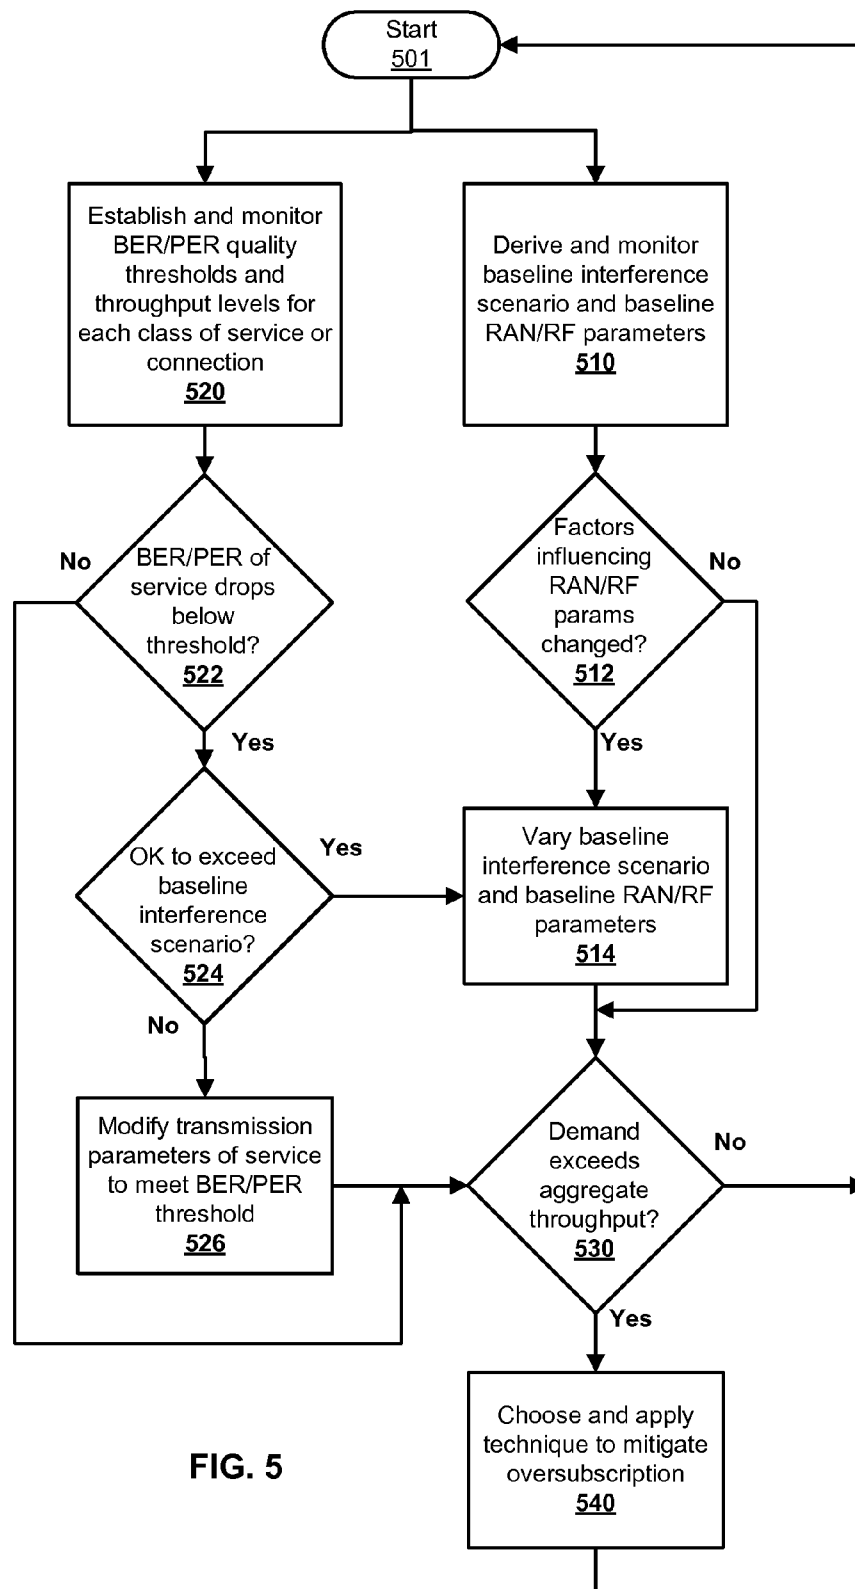 Start
501
Establish and monitor
BER/PER quality
thresholds and
throughput levels for
each class of service or
connection
520
Derive and monitor
baseline interference
scenario and baseline
RAN/RF parameters
510
No
BER/PER of
service drops
below
threshold?
522
Yes
Factors
influencing
RAN/RF
params
changed?
512
No
Yes
OK to exceed
baseline
interference
scenario?
524
Yes
No
Vary baseline
interference scenario
and baseline RAN/RF
parameters
514
Modify transmission
parameters of service
to meet BER/PER
threshold
526
Demand
exceeds
aggregate
throughput?
530
No
Yes
Choose and apply
technique to mitigate
oversubscription
540
FIG. 5